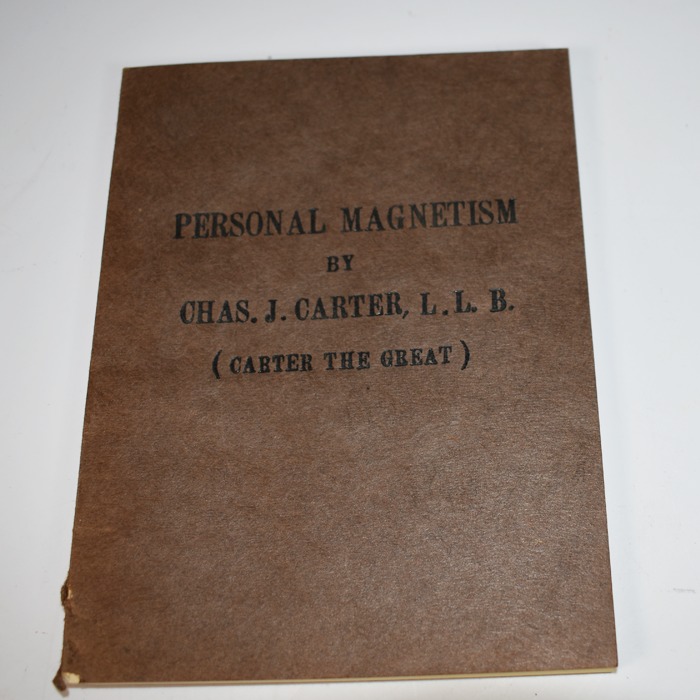 PERSONAL MAGNETISM
BY
CHAS. J. CARTER, L. L. B.
(CARTER THE GREAT)